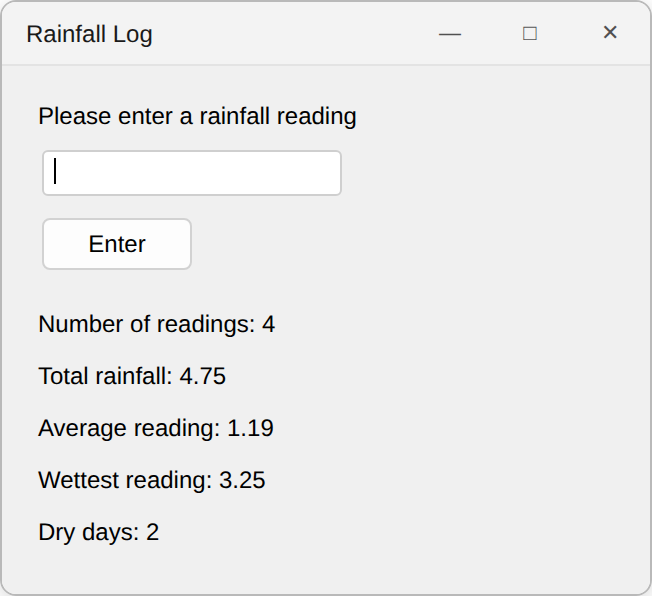 Rainfall Log
Please enter a rainfall reading
Enter
Number of readings: 4
Total rainfall: 4.75
Average reading: 1.19
Wettest reading: 3.25
Dry days: 2